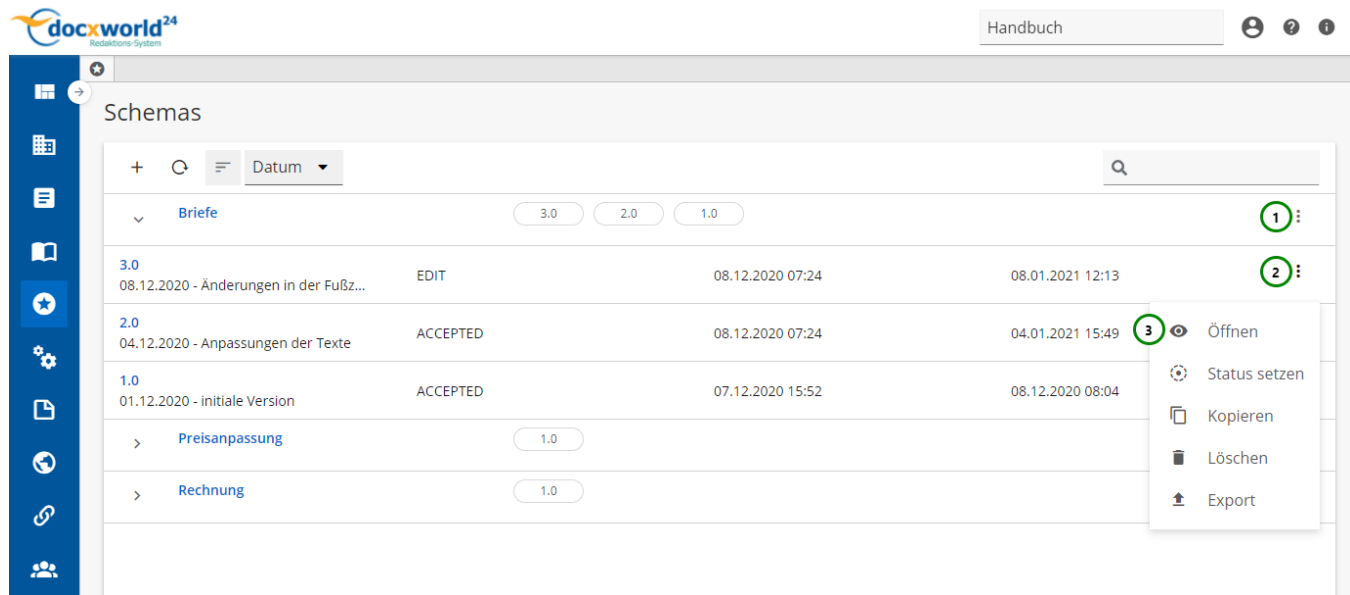 docxworld24
Redaktions-System
Handbuch
Schemas
Datum
Briefe 3.0 2.0 1.0 1
3.0
08.12.2020 - Änderungen in der Fußz... EDIT 08.12.2020 07:24 08.01.2021 12:13 2
2.0
04.12.2020 - Anpassungen der Texte ACCEPTED 08.12.2020 07:24 04.01.2021 15:49
1.0
01.12.2020 - initiale Version ACCEPTED 07.12.2020 15:52 08.12.2020 08:04
Preisanpassung 1.0
Rechnung 1.0
3 Öffnen
Status setzen
Kopieren
Löschen
Export